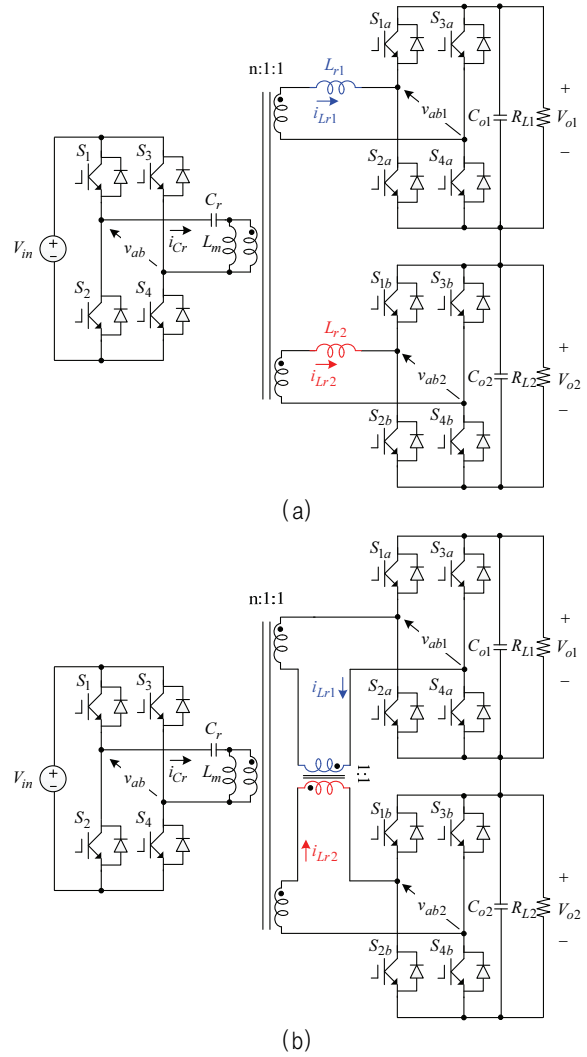 S1a S3a
n:1:1 Lr1
iLr1 vab1 Co1 RL1 + Vo1 −
S1 S3 S2a S4a
Cr
Vin + − vab iCr Lm
S2 S4 S1b S3b
Lr2
iLr2 vab2 Co2 RL2 + Vo2 −
S2b S4b
(a)
S1a S3a
n:1:1
vab1 Co1 RL1 + Vo1 −
S1 S3 iLr1 S2a S4a
Cr
Vin + − vab iCr Lm 1:1
S2 S4 S1b S3b
iLr2 vab2 Co2 RL2 + Vo2 −
S2b S4b
(b)